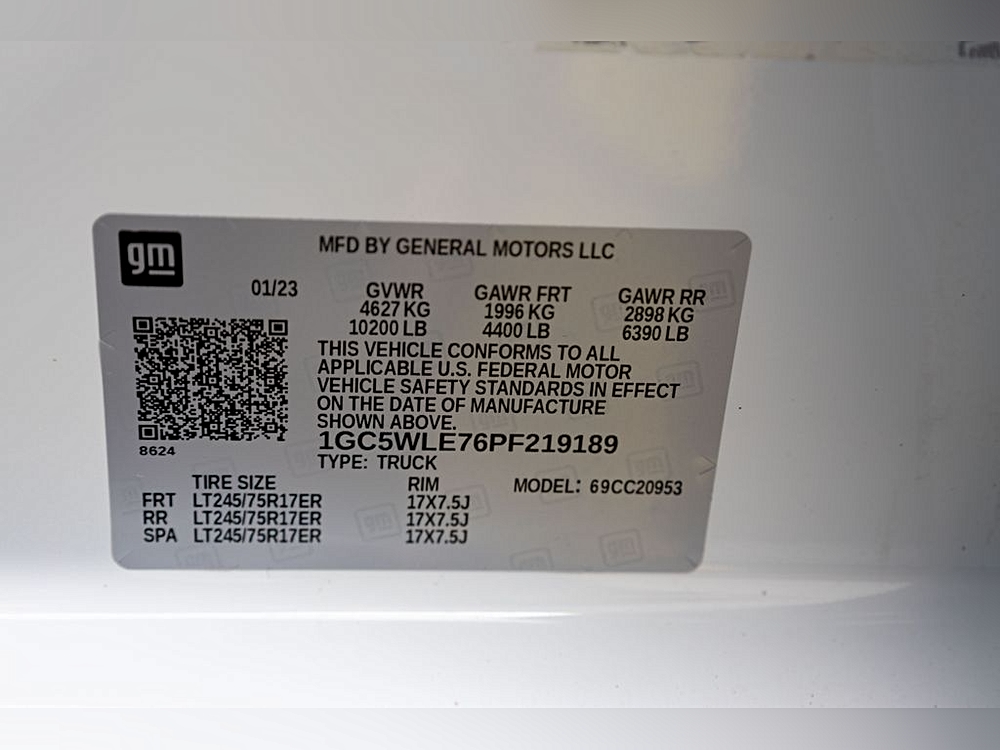 gm
MFD BY GENERAL MOTORS LLC
01/23 GVWR GAWR FRT GAWR RR
4627 KG 1996 KG 2898 KG
10200 LB 4400 LB 6390 LB
THIS VEHICLE CONFORMS TO ALL
APPLICABLE U.S. FEDERAL MOTOR
VEHICLE SAFETY STANDARDS IN EFFECT
ON THE DATE OF MANUFACTURE
SHOWN ABOVE.
8624
1GC5WLE76PF219189
TYPE: TRUCK
TIRE SIZE RIM MODEL: 69CC20953
FRT LT245/75R17ER 17X7.5J
RR LT245/75R17ER 17X7.5J
SPA LT245/75R17ER 17X7.5J